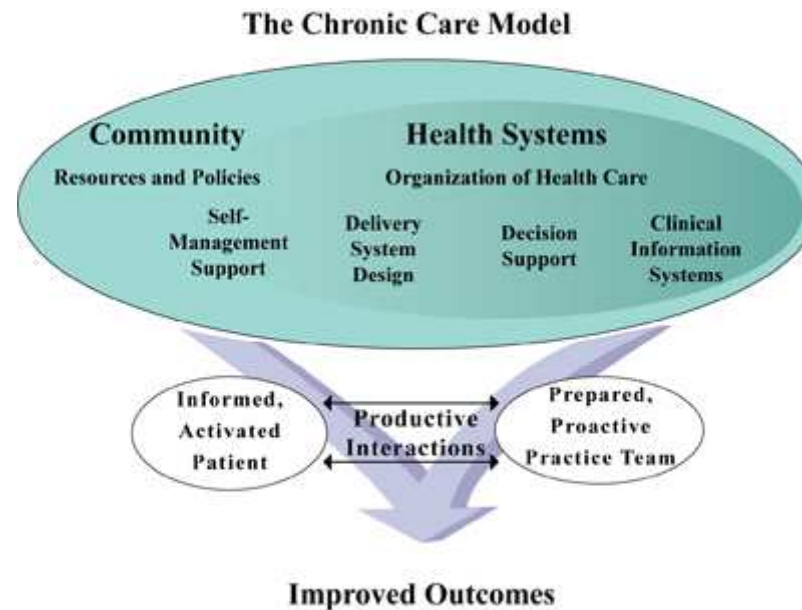 The Chronic Care Model
Community
Health Systems
Resources and Policies
Organization of Health Care
Self-
Management
Support
Delivery
System
Design
Decision
Support
Clinical
Information
Systems
Informed,
Activated
Patient
Productive
Interactions
Prepared,
Proactive
Practice Team
Improved Outcomes